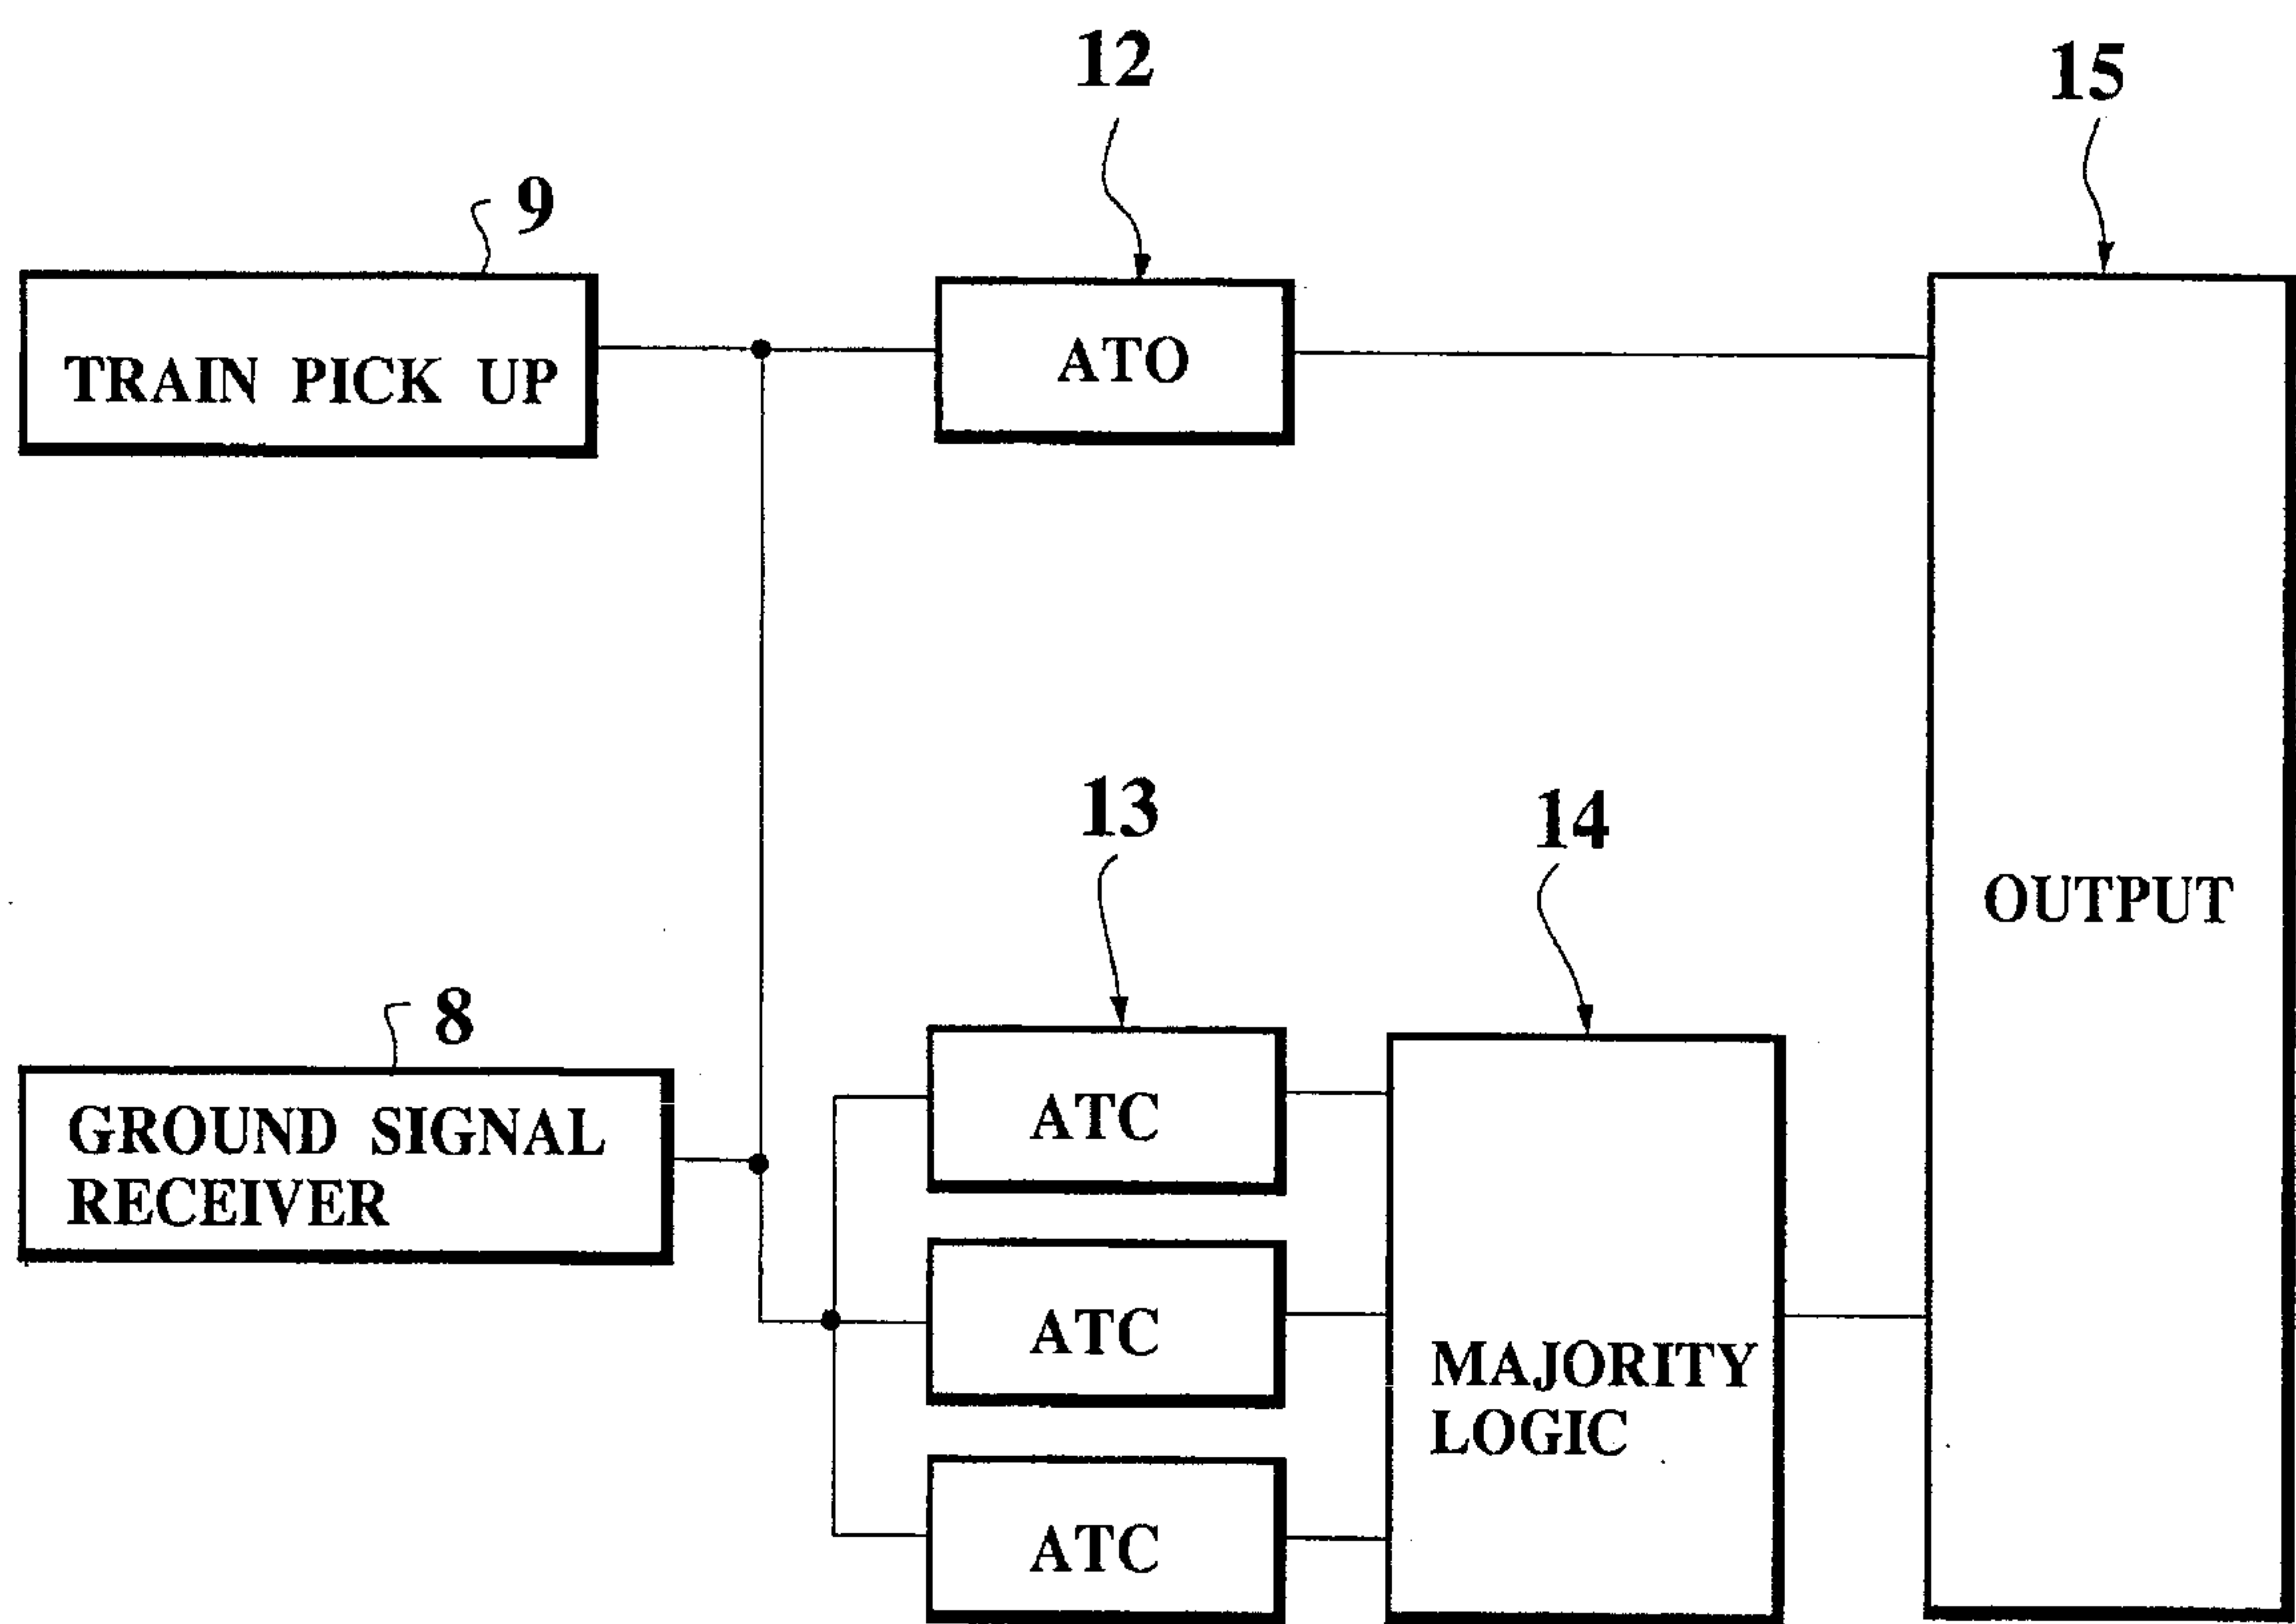 12
15
9
TRAIN PICK UP
ATO
13
14
OUTPUT
8
GROUND SIGNAL
RECEIVER
ATC
ATC
MAJORITY
LOGIC
ATC